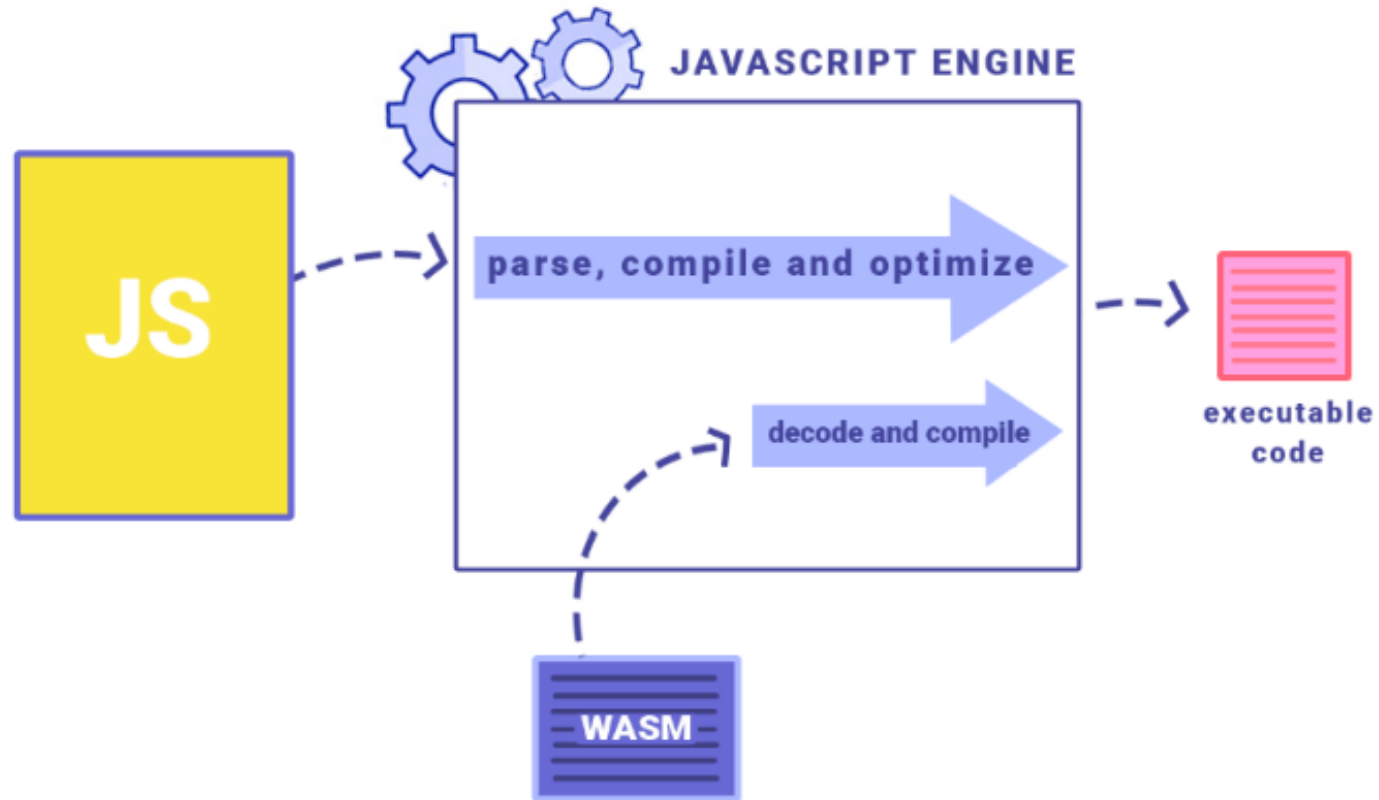 JAVASCRIPT ENGINE
JS
parse, compile and optimize
decode and compile
executable
code
WASM